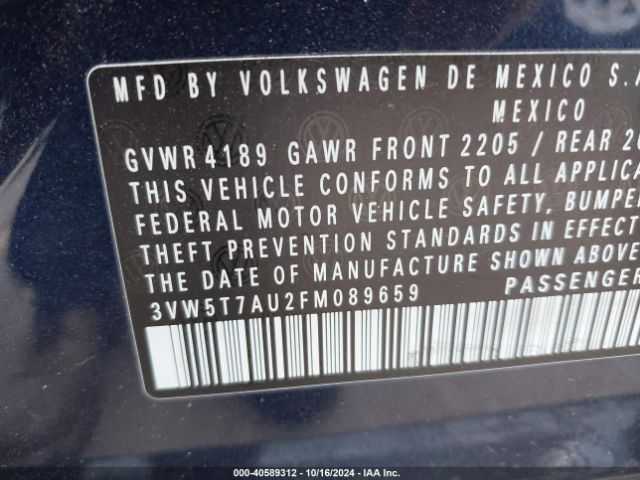 MFD BY VOLKSWAGEN DE MEXICO S.A
MEXICO
GVWR 4189 GAWR FRONT 2205 / REAR
THIS VEHICLE CONFORMS TO ALL
FEDERAL MOTOR VEHICLE SAFETY,
THEFT PREVENTION STANDARDS IN EFFECT
THE DATE OF MANUFACTURE SHOWN ABOVE
3VW5T7AU2FM089659 PASSENGER
000-40589312 | 10/16/2024 | IAA Inc.